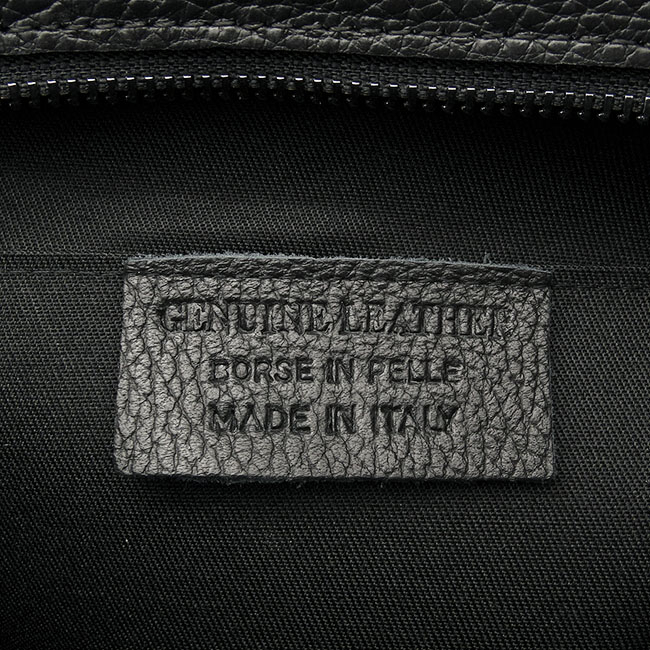 GENUINE LEATHER
BORSE IN PELLE
MADE IN ITALY